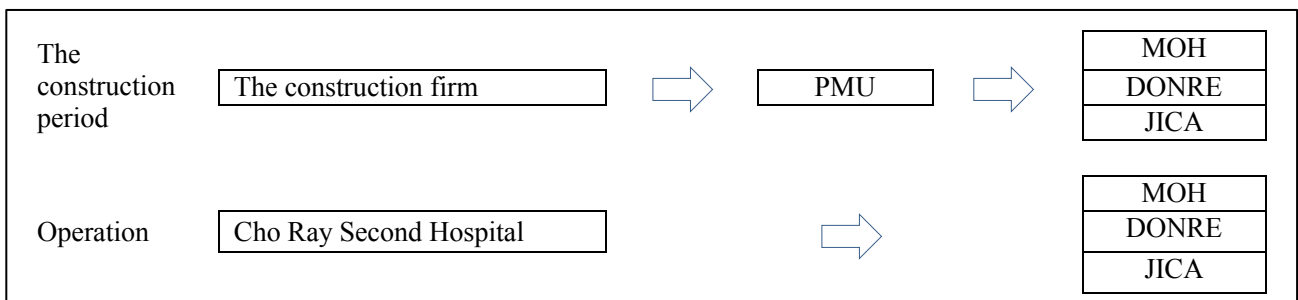 The
construction
period
The construction firm
PMU
MOH
DONRE
JICA
Operation
Cho Ray Second Hospital
MOH
DONRE
JICA